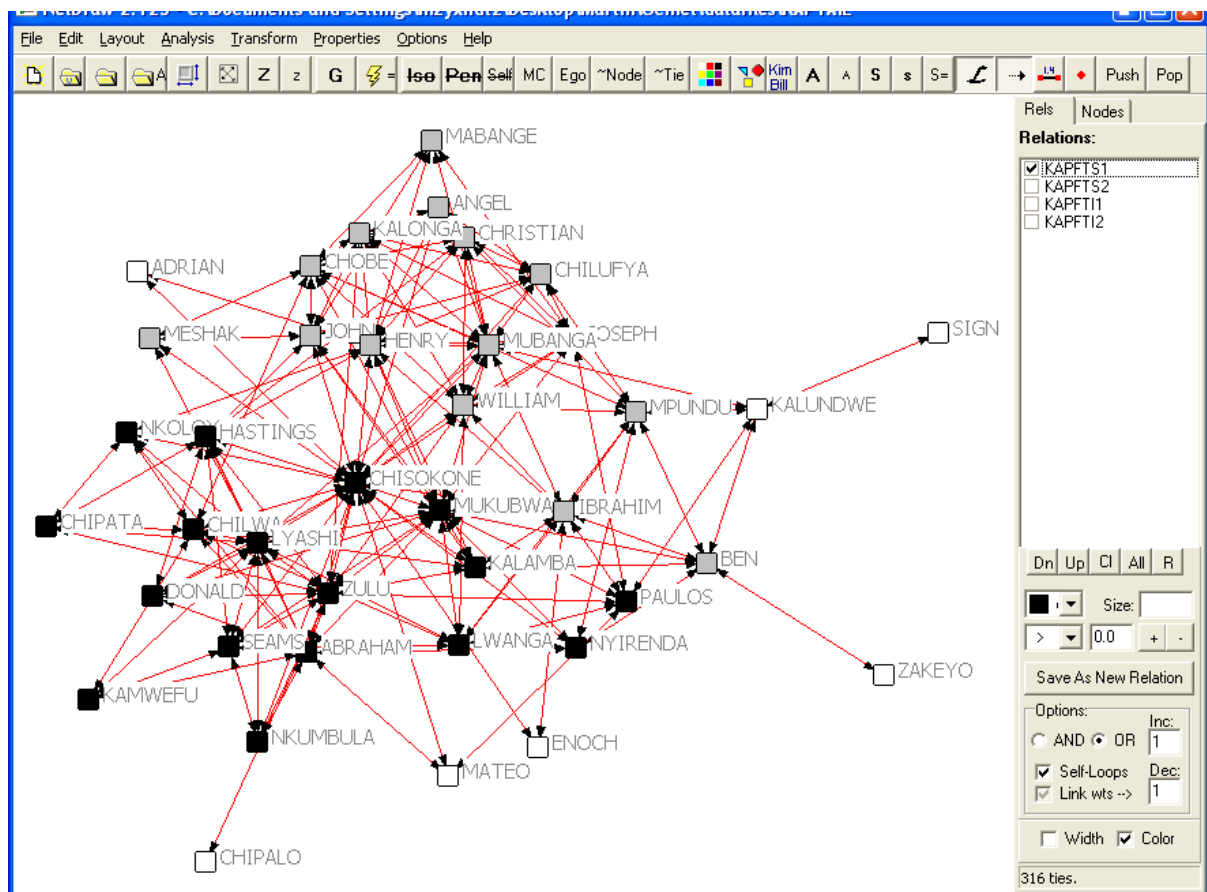 File Edit Layout Analysis Transform Properties Options Help
A Z z G = Iso Pen Self MC Ego ~Node ~Tie Kim Bill A A S s S= L 1.4 Push Pop
Rels Nodes
Relations:
KAPFTS1
KAPFTS2
KAPFTI1
KAPFTI2
MABANGE
ANGEL
KALONGA
CHRISTIAN
ADRIAN
CHOBE
CHILUFYA
MESHAK
JOHN
HENRY
MUBANGA
OSEPH
SIGN
WILLIAM
MPUNDU
KALUNDWE
HASTINGS
CHISOKONE
MUKUBWA
IBRAHIM
CHIPATA
LYASHI
KALAMBA
BEN
DONALD
ZULU
PAULOS
SEAMS
ABRAHAM
LWANGA
NYIRENDA
ZAKEYO
KAMWEFU
NKUMBULA
ENOCH
MATEO
CHIPALO
Dn Up Cl All R
Size:
> 0.0 + -
Save As New Relation
Options:
Inc:
AND OR 1
Self-Loops Dec:
Link wts --> 1
Width Color
316 ties.